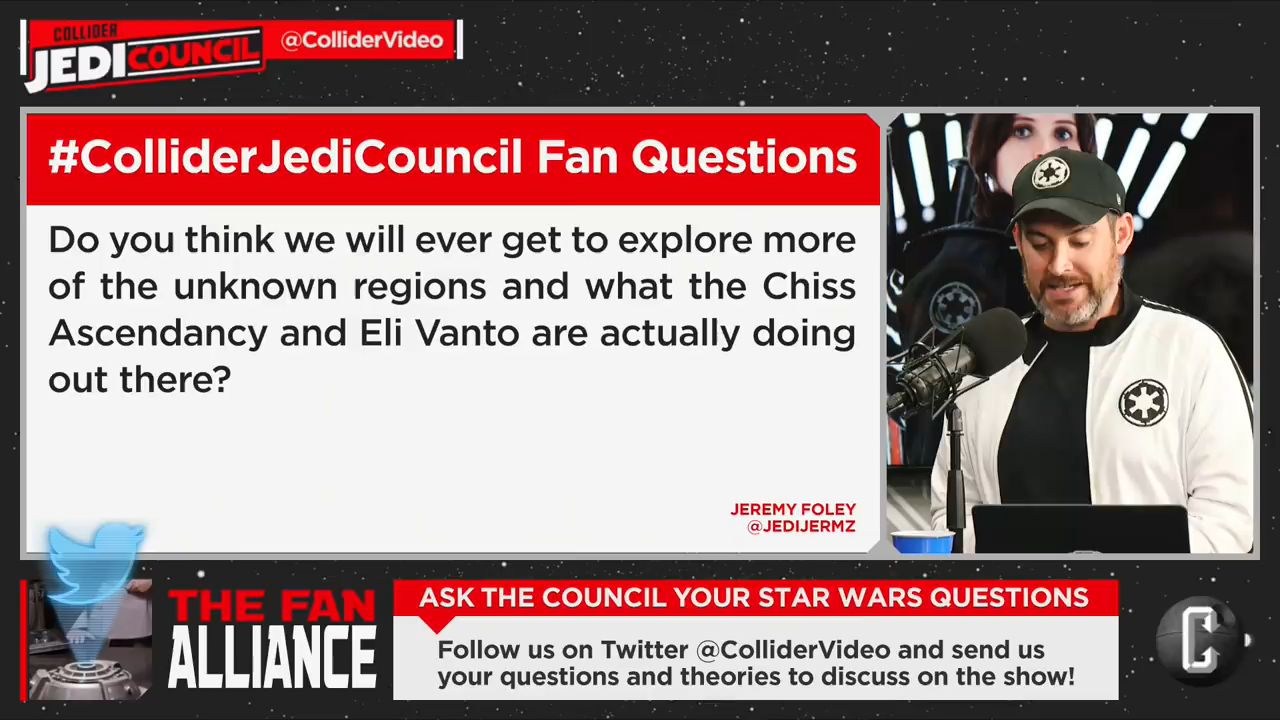 COLLIDER
JEDI COUNCIL
@ColliderVideo
#ColliderJediCouncil Fan Questions
Do you think we will ever get to explore more
of the unknown regions and what the Chiss
Ascendancy and Eli Vanto are actually doing
out there?
JEREMY FOLEY
@JEDIJERMZ
THE FAN
ALLIANCE
ASK THE COUNCIL YOUR STAR WARS QUESTIONS
Follow us on Twitter @ColliderVideo and send us
your questions and theories to discuss on the show!
C